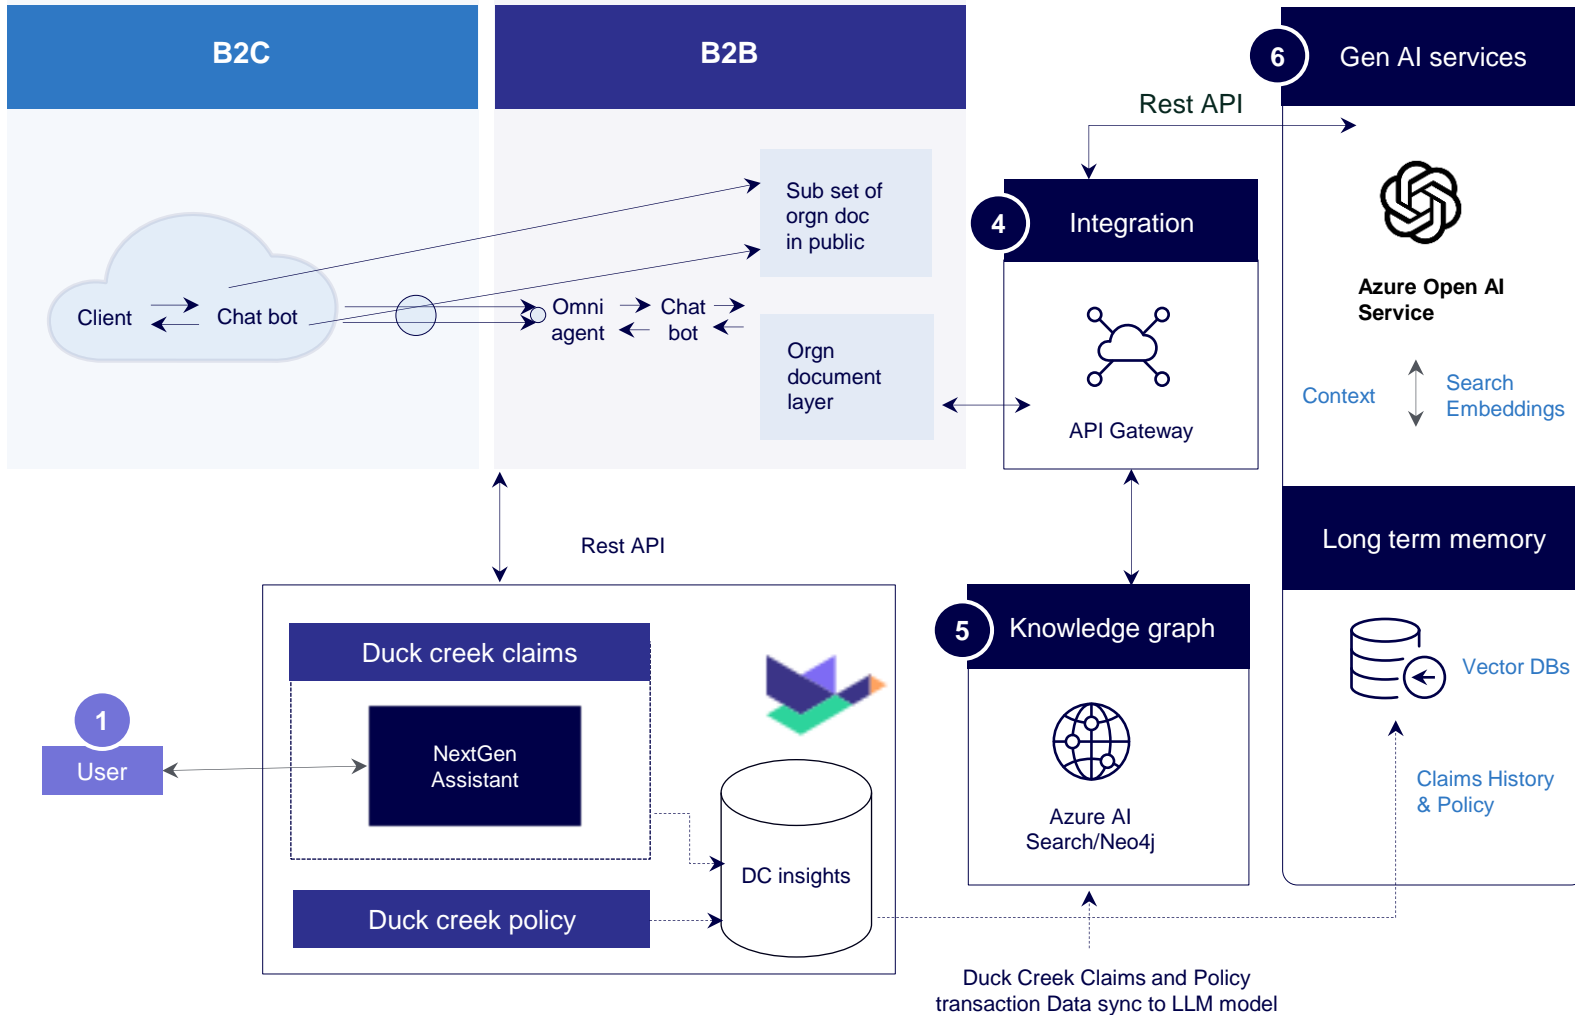 B2C
B2B
6
Gen AI services
Rest API
Sub set of
orgn doc
in public
4
Integration
Azure Open AI
Service
Client
Chat bot
Omni
agent
Chat
bot
Orgn
document
layer
API Gateway
Context
Search
Embeddings
Rest API
Long term memory
Duck creek claims
5
Knowledge graph
Vector DBs
1
User
NextGen
Assistant
Claims History
& Policy
Azure AI
Search/Neo4j
DC insights
Duck creek policy
Duck Creek Claims and Policy
transaction Data sync to LLM model